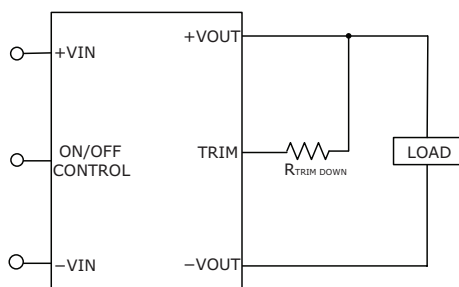 +VIN
+VOUT
ON/OFF
CONTROL
TRIM
RTRIM DOWN
LOAD
−VIN
−VOUT